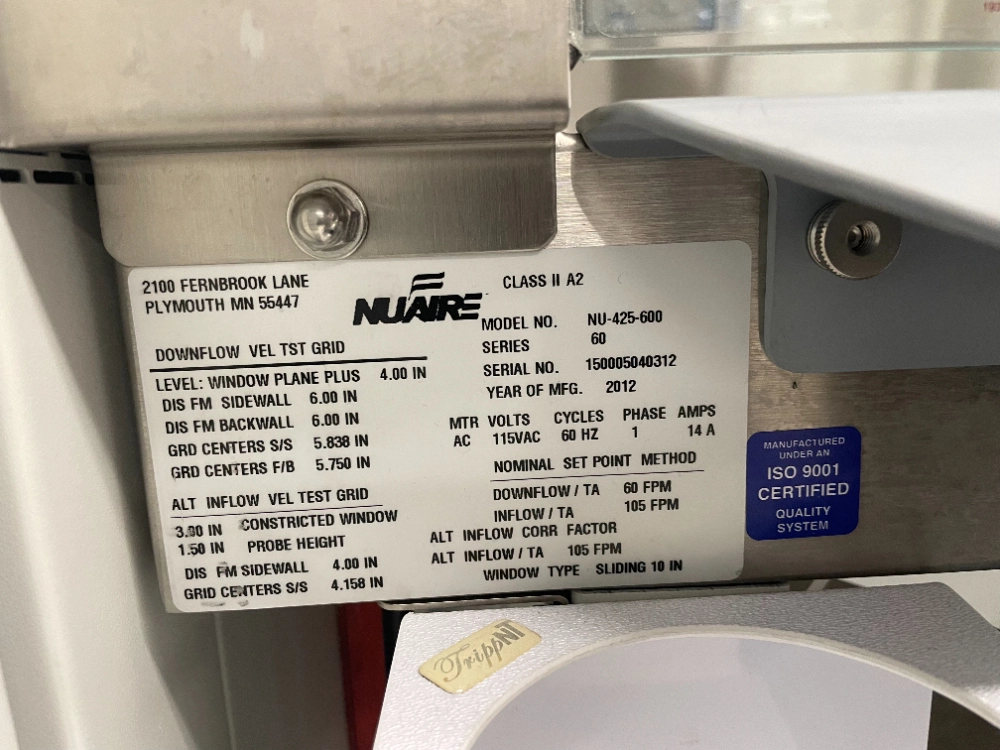 2100 FERNBROOK LANE
PLYMOUTH MN 55447
NUAIRE
CLASS II A2
DOWNFLOW VEL TST GRID
LEVEL: WINDOW PLANE PLUS 4.00 IN
DIS FM SIDEWALL 6.00 IN
DIS FM BACKWALL 6.00 IN
GRD CENTERS S/S 5.838 IN
GRD CENTERS F/B 5.750 IN
ALT INFLOW VEL TEST GRID
3.00 IN CONSTRICTED WINDOW
1.50 IN PROBE HEIGHT
DIS FM SIDEWALL 4.00 IN
GRID CENTERS S/S 4.158 IN
MODEL NO. NU-425-600
SERIES 60
SERIAL NO. 150005040312
YEAR OF MFG. 2012
MTR VOLTS CYCLES PHASE AMPS
AC 115VAC 60 HZ 1 14 A
NOMINAL SET POINT METHOD
DOWNFLOW / TA 60 FPM
INFLOW / TA 105 FPM
ALT INFLOW CORR FACTOR
ALT INFLOW / TA 105 FPM
WINDOW TYPE SLIDING 10 IN
MANUFACTURED
UNDER AN
ISO 9001
CERTIFIED
QUALITY
SYSTEM
TrippNT